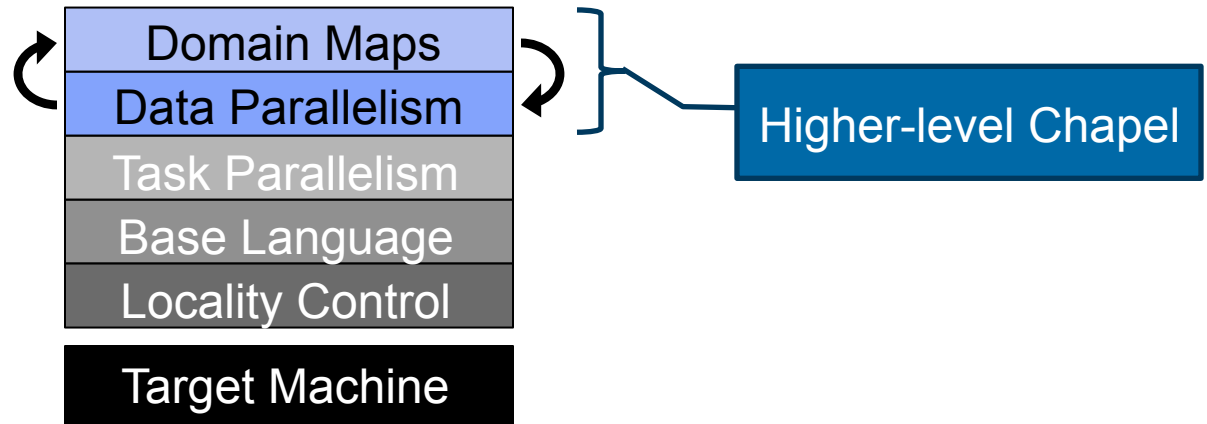 Domain Maps
Data Parallelism
Higher-level Chapel
Task Parallelism
Base Language
Locality Control
Target Machine